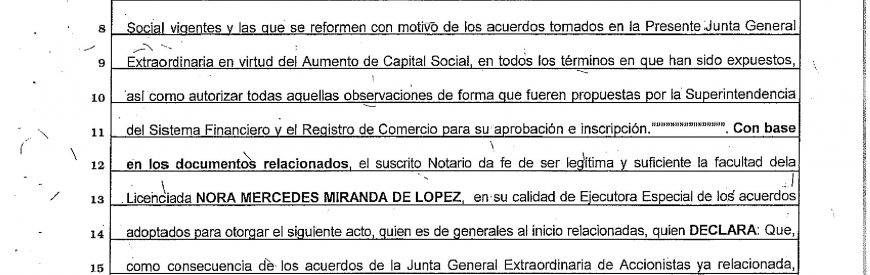 8 Social vigentes y las que se reformen con motivo de los acuerdos tomados en la Presente Junta General
9 Extraordinaria en virtud del Aumento de Capital Social, en todos los términos en que han sido expuestos,
10 así como autorizar todas aquellas observaciones de forma que fueren propuestas por la Superintendencia
11 del Sistema Financiero y el Registro de Comercio para su aprobación e inscripción."""""""""""""""""". Con base
12 en los documentos relacionados, el suscrito Notario da fe de ser legítima y suficiente la facultad dela
13 Licenciada NORA MERCEDES MIRANDA DE LOPEZ, en su calidad de Ejecutora Especial de los acuerdos
14 adoptados para otorgar el siguiente acto, quien es de generales al inicio relacionadas, quien DECLARA: Que,
15 como consecuencia de los acuerdos de la Junta General Extraordinaria de Accionistas ya relacionada,